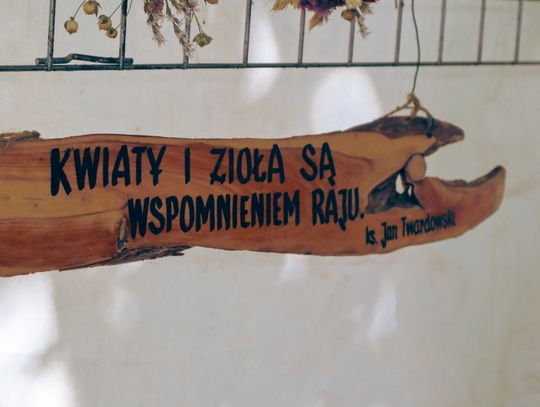 KWIATY I ZIOŁA SĄ
WSPOMNIENIEM RAJU.
ks. Jan Twardowski